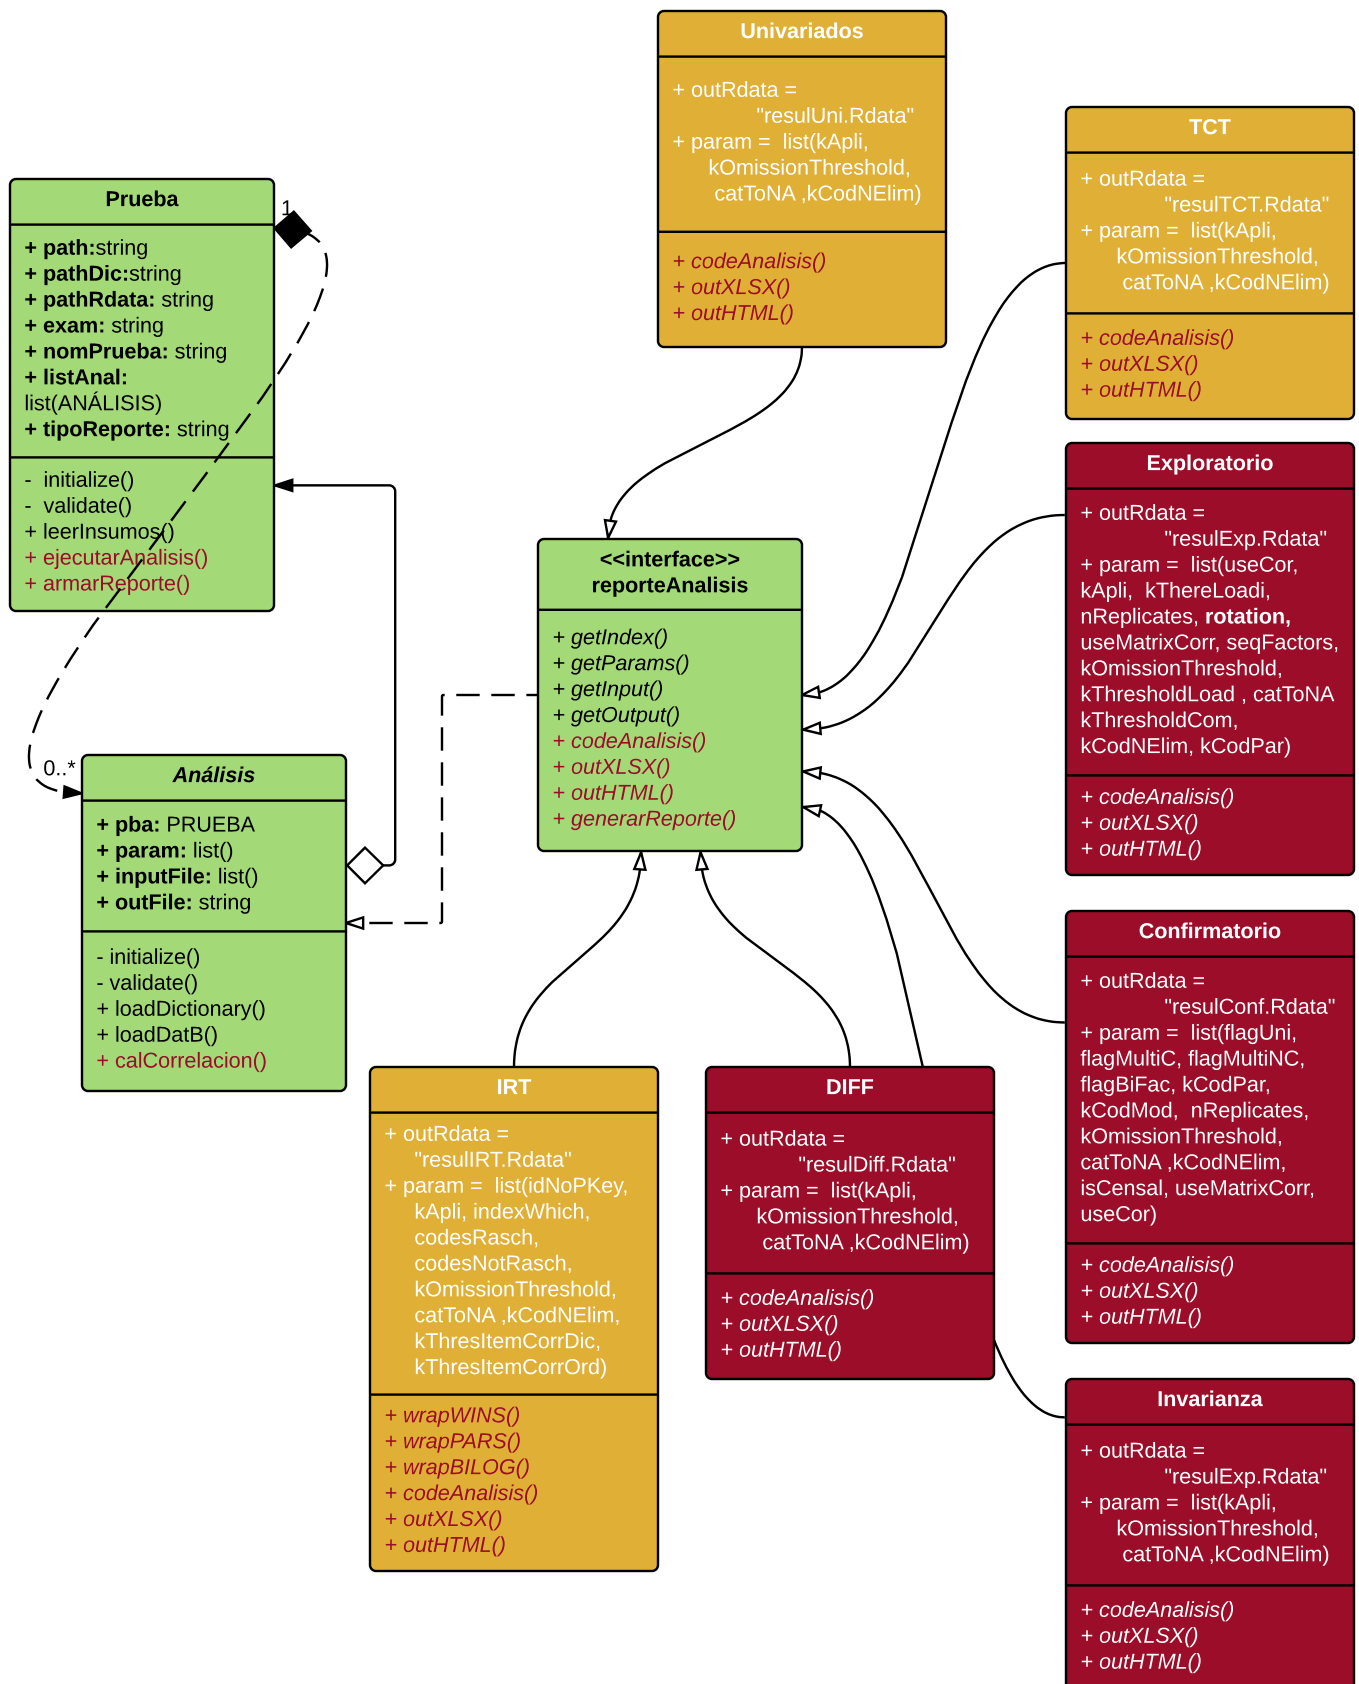 Univariados
+ outRdata =
"resulUni.Rdata"
+ param =  list(kApli,
kOmissionThreshold,
catToNA ,kCodNElim)
+ codeAnalisis()
+ outXLSX()
+ outHTML()
TCT
+ outRdata =
"resulTCT.Rdata"
+ param =  list(kApli,
kOmissionThreshold,
catToNA ,kCodNElim)
+ codeAnalisis()
+ outXLSX()
+ outHTML()
Prueba
1
+ path:string
+ pathDic:string
+ pathRdata: string
+ exam: string
+ nomPrueba: string
+ listAnal:
list(ANÁLISIS)
+ tipoReporte: string
-  initialize()
-  validate()
+ leerInsumos()
+ ejecutarAnalisis()
+ armarReporte()
Exploratorio
+ outRdata =
"resulExp.Rdata"
+ param =  list(useCor,
kApli,  kThereLoadi,
nReplicates, rotation,
useMatrixCorr, seqFactors,
kOmissionThreshold,
kThresholdLoad , catToNA
kThresholdCom,
kCodNElim, kCodPar)
+ codeAnalisis()
+ outXLSX()
+ outHTML()
<<interface>>
reporteAnalisis
+ getIndex()
+ getParams()
+ getInput()
+ getOutput()
+ codeAnalisis()
+ outXLSX()
+ outHTML()
+ generarReporte()
0..*
Análisis
+ pba: PRUEBA
+ param: list()
+ inputFile: list()
+ outFile: string
- initialize()
- validate()
+ loadDictionary()
+ loadDatB()
+ calCorrelacion()
Confirmatorio
+ outRdata =
"resulConf.Rdata"
+ param =  list(flagUni,
flagMultiC, flagMultiNC,
flagBiFac, kCodPar,
kCodMod,  nReplicates,
kOmissionThreshold,
catToNA ,kCodNElim,
isCensal, useMatrixCorr,
useCor)
+ codeAnalisis()
+ outXLSX()
+ outHTML()
IRT
+ outRdata =
"resulIRT.Rdata"
+ param =  list(idNoPKey,
kApli, indexWhich,
codesRasch,
codesNotRasch,
kOmissionThreshold,
catToNA ,kCodNElim,
kThresItemCorrDic,
kThresItemCorrOrd)
+ wrapWINS()
+ wrapPARS()
+ wrapBILOG()
+ codeAnalisis()
+ outXLSX()
+ outHTML()
DIFF
+ outRdata =
"resulDiff.Rdata"
+ param =  list(kApli,
kOmissionThreshold,
catToNA ,kCodNElim)
+ codeAnalisis()
+ outXLSX()
+ outHTML()
Invarianza
+ outRdata =
"resulExp.Rdata"
+ param =  list(kApli,
kOmissionThreshold,
catToNA ,kCodNElim)
+ codeAnalisis()
+ outXLSX()
+ outHTML()